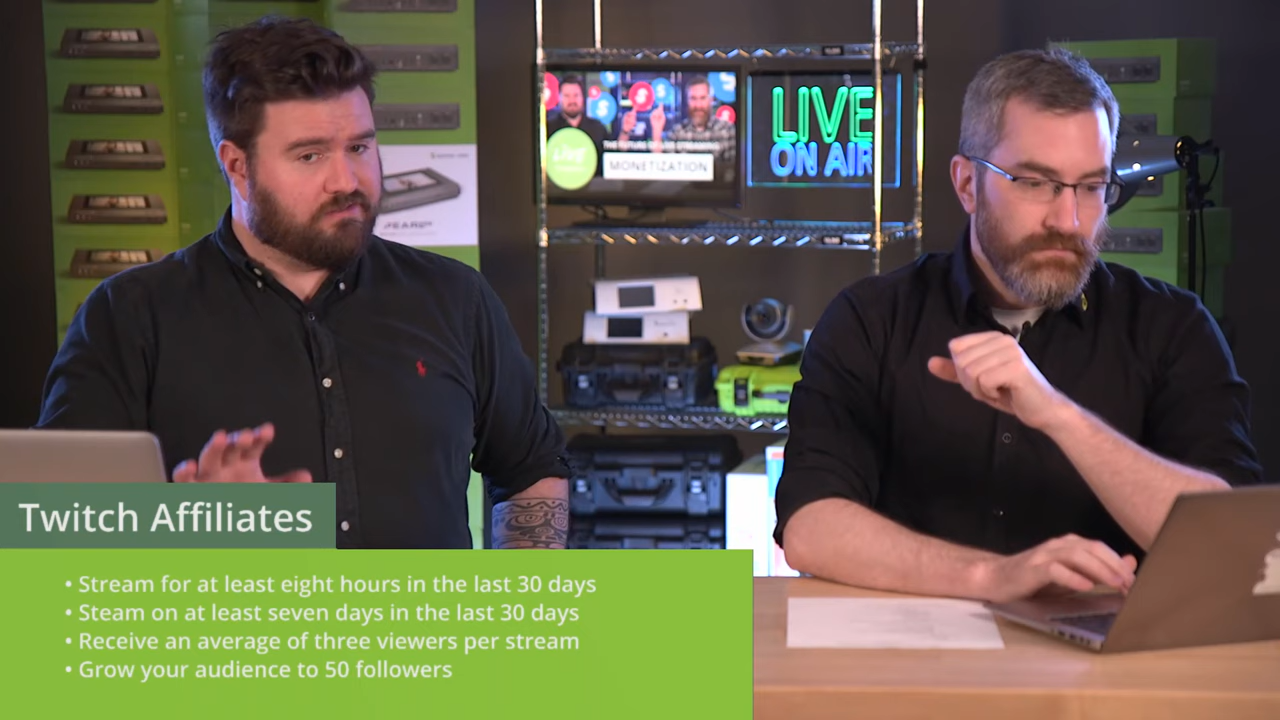 LIVE
ON AIR
MONETIZATION
Twitch Affiliates
• Stream for at least eight hours in the last 30 days
• Steam on at least seven days in the last 30 days
• Receive an average of three viewers per stream
• Grow your audience to 50 followers